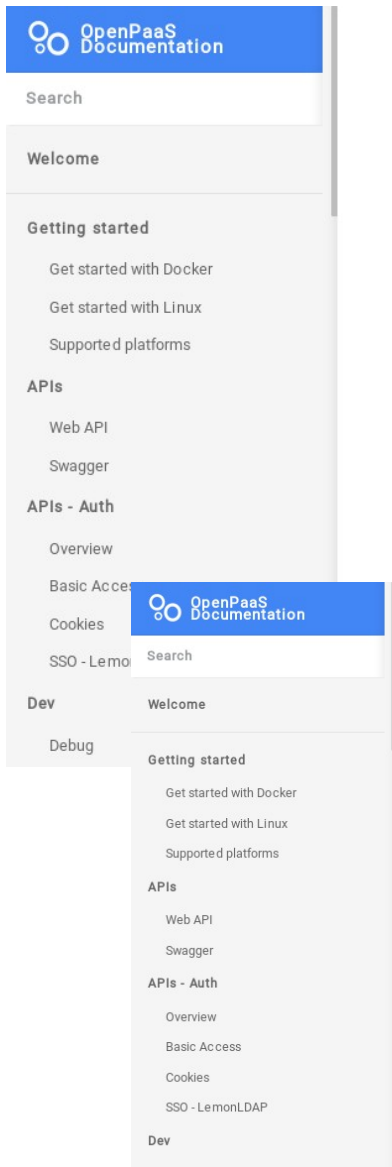 OpenPaaS
Documentation
Search
Welcome
Getting started
Get started with Docker
Get started with Linux
Supported platforms
APIs
Web API
Swagger
APIs - Auth
Overview
Basic
Cookies
SSO -
Dev
Debug
OpenPaaS
Documentation
Search
Welcome
Getting started
Get started with Docker
Get started with Linux
Supported platforms
APIs
Web API
Swagger
APIs - Auth
Overview
Basic Access
Cookies
SSO - LemonLDAP
Dev